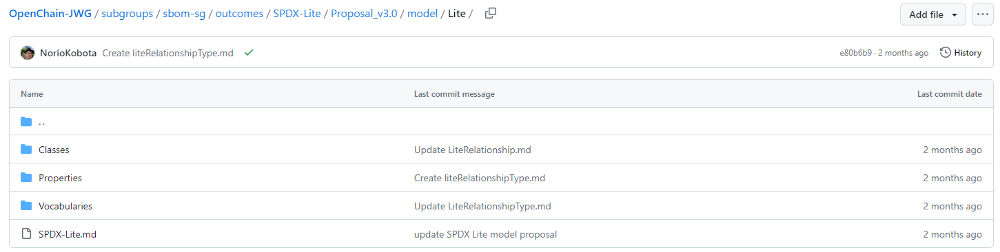 OpenChain-JWG / subgroups / sbom-sg / outcomes / SPDX-Lite / Proposal_v3.0 / model / Lite / Add file ...
NorioKobota Create liteRelationshipType.md e80b6b9 · 2 months ago History
Name Last commit message Last commit date
..
Classes Update LiteRelationship.md 2 months ago
Properties Create liteRelationshipType.md 2 months ago
Vocabularies Update LiteRelationshipType.md 2 months ago
SPDX-Lite.md update SPDX Lite model proposal 2 months ago